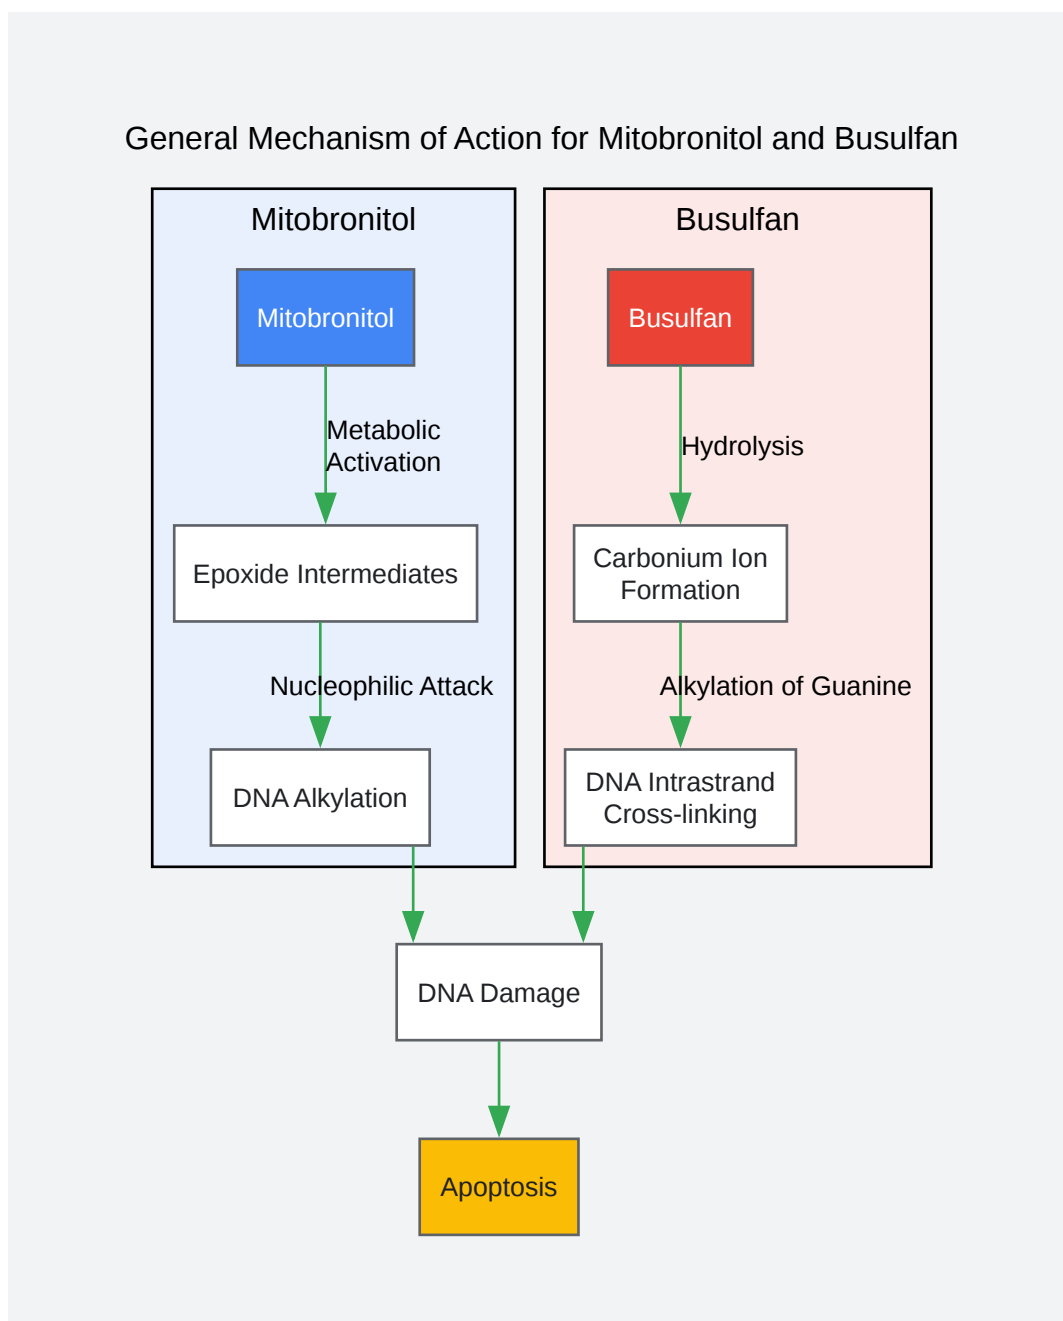 General Mechanism of Action for Mitobronitol and Busulfan
Mitobronitol
Mitobronitol
Metabolic
Activation
Epoxide Intermediates
Nucleophilic Attack
DNA Alkylation
Busulfan
Busulfan
Hydrolysis
Carbonium Ion
Formation
Alkylation of Guanine
DNA Intrastrand
Cross-linking
DNA Damage
Apoptosis